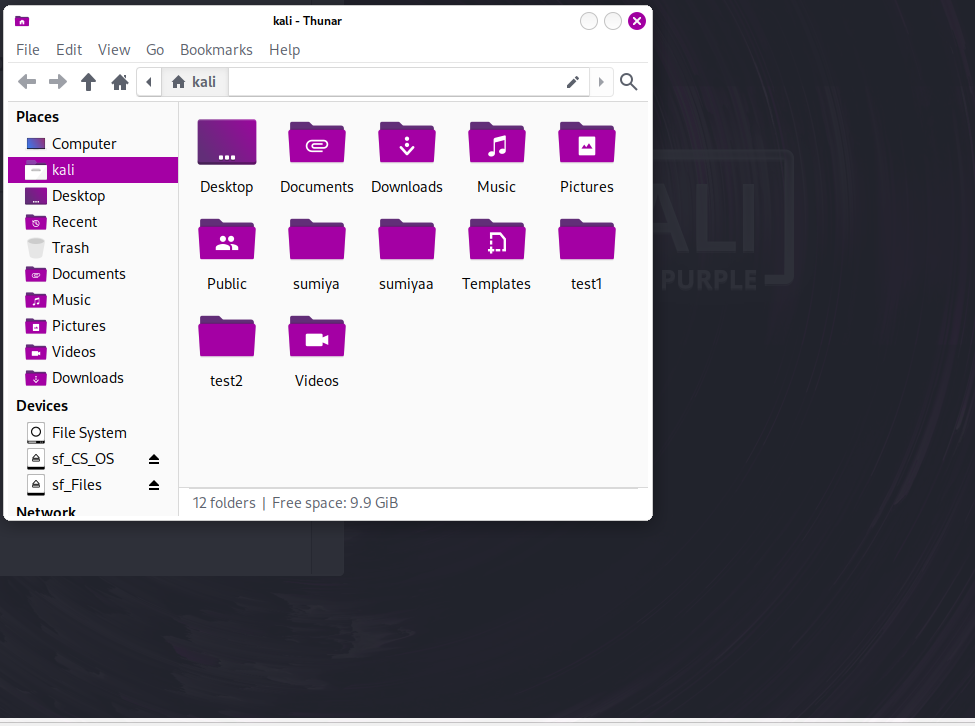 kali - Thunar
File Edit View Go Bookmarks Help
kali
Places
Computer
kali
Desktop
Recent
Trash
Documents
Music
Pictures
Videos
Downloads
Devices
File System
sf_CS_OS
sf_Files
Network
Desktop Documents Downloads Music Pictures
Public sumiya sumiyaa Templates test1
test2 Videos
12 folders | Free space: 9.9 GiB
ALI
PURPLE